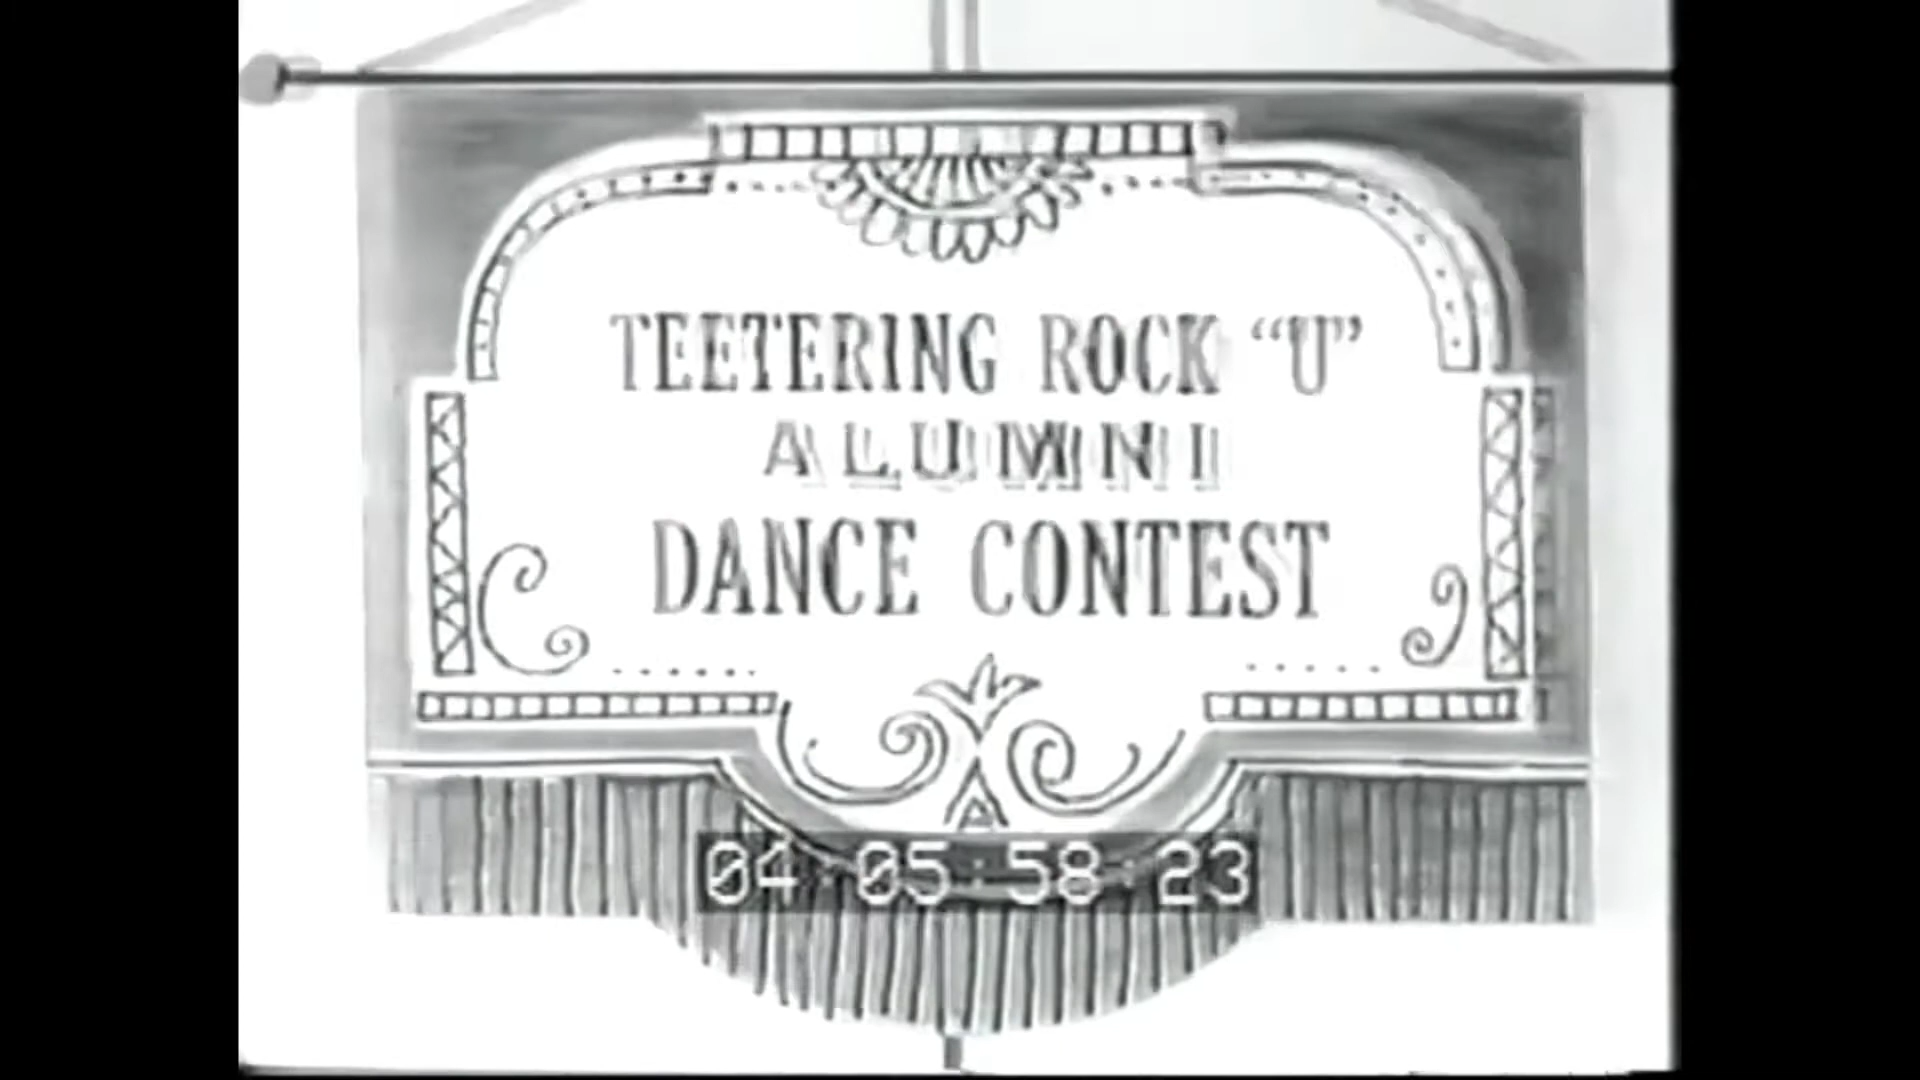 TEETERING ROCK “U”
ALUMNI
DANCE CONTEST
04:05:58:23